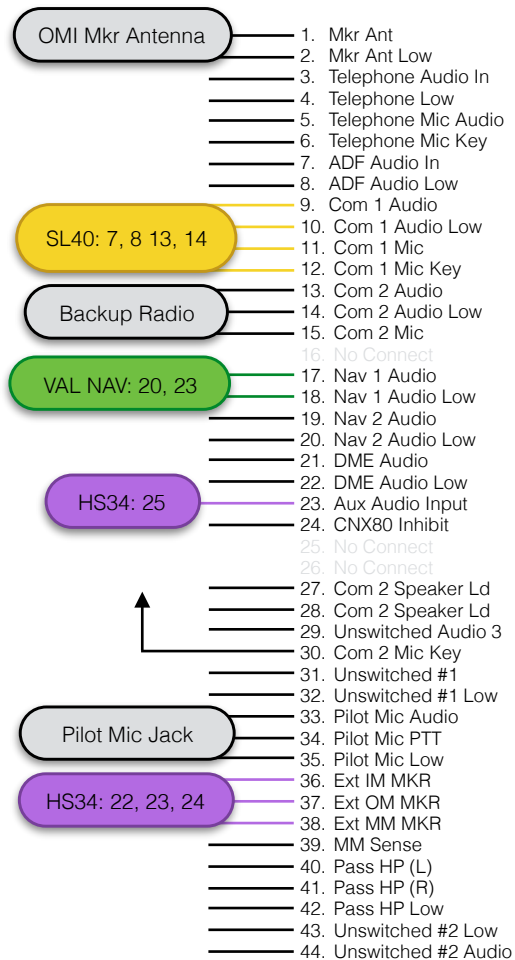 OMI Mkr Antenna
1. Mkr Ant
2. Mkr Ant Low
3. Telephone Audio In
4. Telephone Low
5. Telephone Mic Audio
6. Telephone Mic Key
7. ADF Audio In
8. ADF Audio Low
9. Com 1 Audio
SL40: 7, 8 13, 14
10. Com 1 Audio Low
11. Com 1 Mic
12. Com 1 Mic Key
13. Com 2 Audio
Backup Radio
14. Com 2 Audio Low
15. Com 2 Mic
16. No Connect
17. Nav 1 Audio
VAL NAV: 20, 23
18. Nav 1 Audio Low
19. Nav 2 Audio
20. Nav 2 Audio Low
21. DME Audio
22. DME Audio Low
HS34: 25
23. Aux Audio Input
24. CNX80 Inhibit
25. No Connect
26. No Connect
27. Com 2 Speaker Ld
28. Com 2 Speaker Ld
29. Unswitched Audio 3
30. Com 2 Mic Key
31. Unswitched #1
32. Unswitched #1 Low
33. Pilot Mic Audio
Pilot Mic Jack
34. Pilot Mic PTT
35. Pilot Mic Low
36. Ext IM MKR
HS34: 22, 23, 24
37. Ext OM MKR
38. Ext MM MKR
39. MM Sense
40. Pass HP (L)
41. Pass HP (R)
42. Pass HP Low
43. Unswitched #2 Low
44. Unswitched #2 Audio